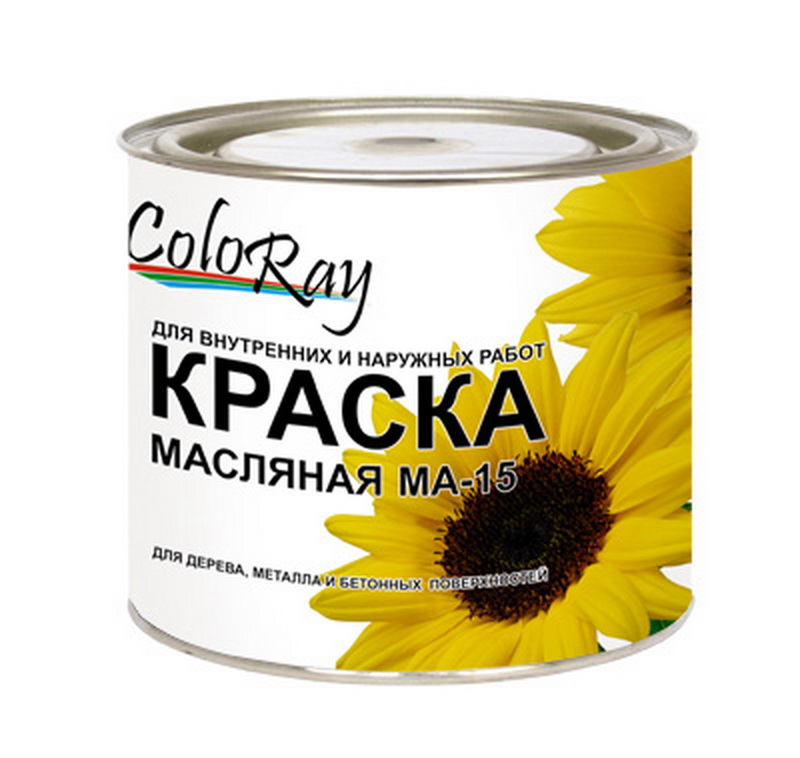 ColoRay
ДЛЯ ВНУТРЕННИХ И НАРУЖНЫХ РАБОТ
КРАСКА
МАСЛЯНАЯ МА-15
ДЛЯ ДЕРЕВА, МЕТАЛЛА И БЕТОННЫХ ПОВЕРХНОСТЕЙ